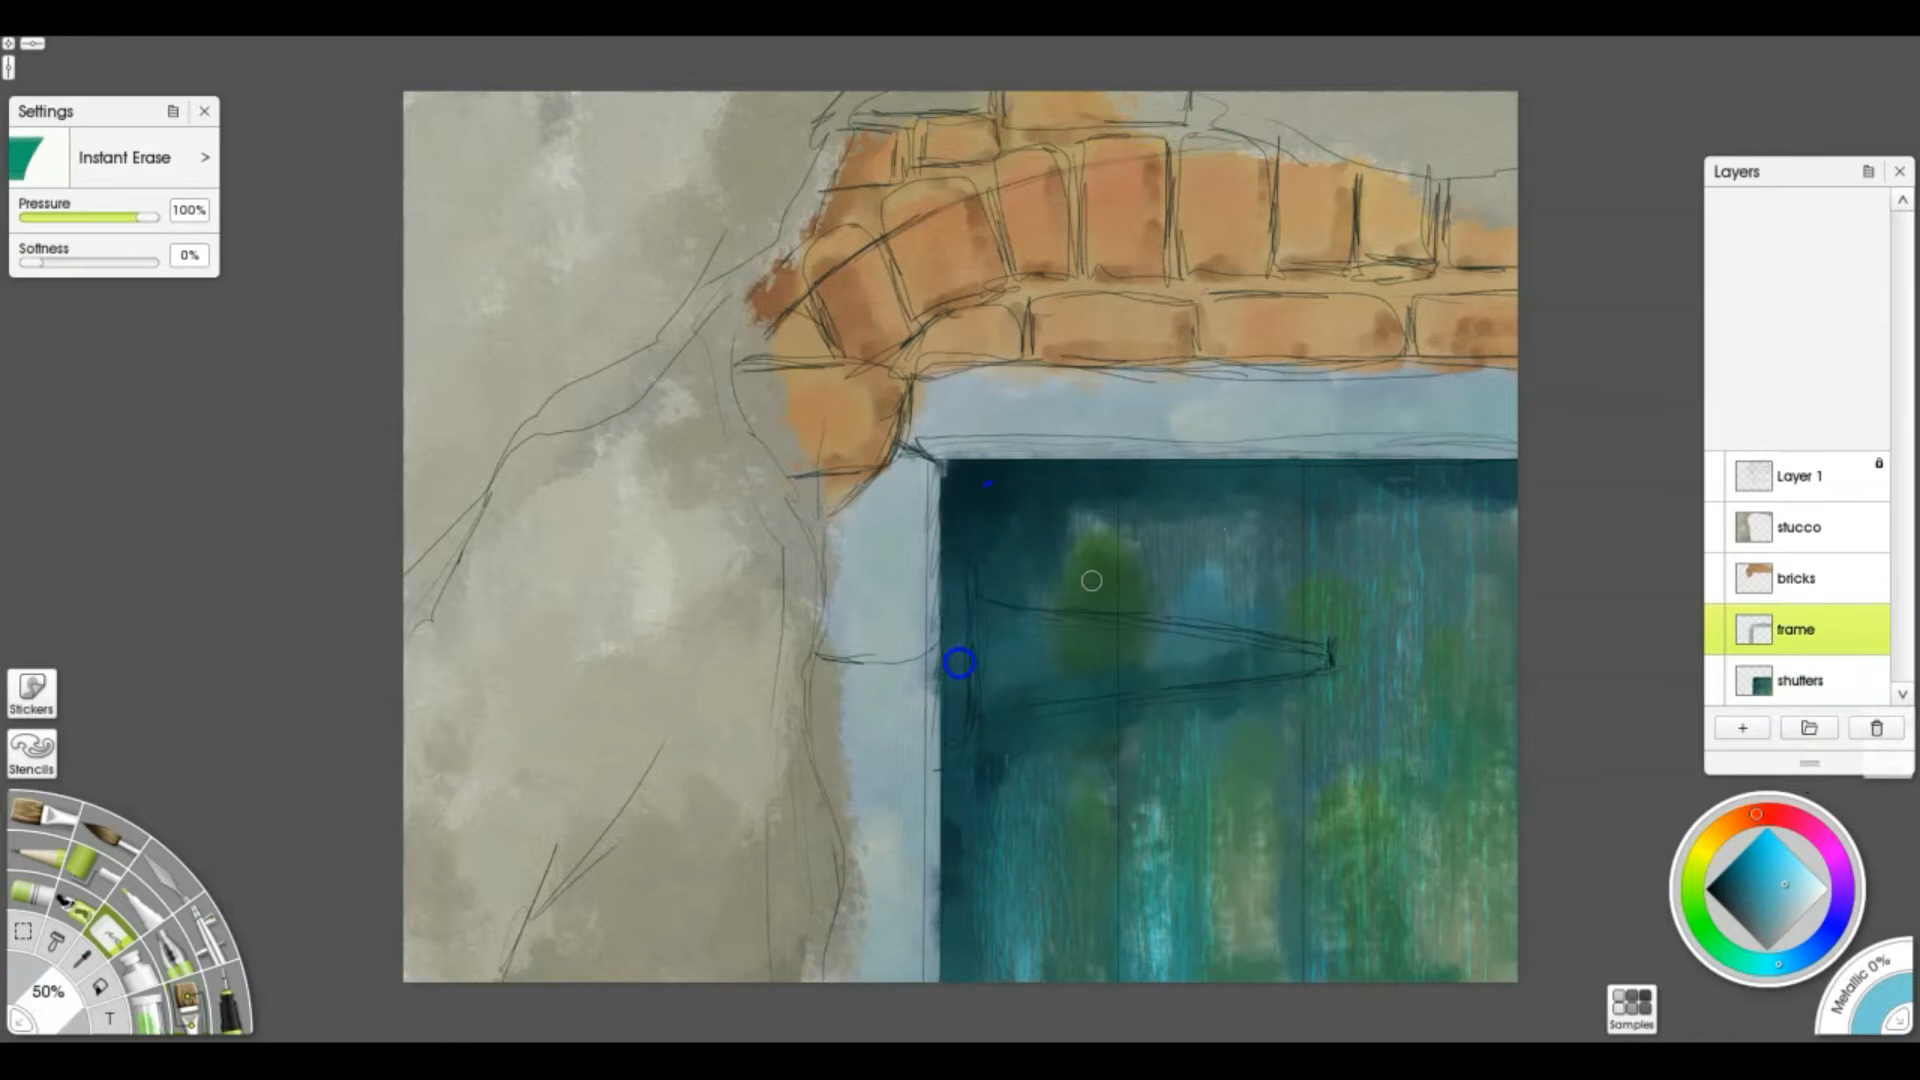 Settings
Instant Erase >
Pressure
100%
Softness
0%
Stickers
Stencils
50%
T
Layers
Layer 1
stucco
bricks
frame
shutters
+
Metallic 0%
Samples